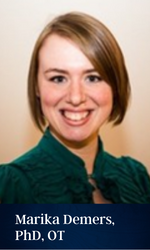 Marika Demers,
PhD, OT